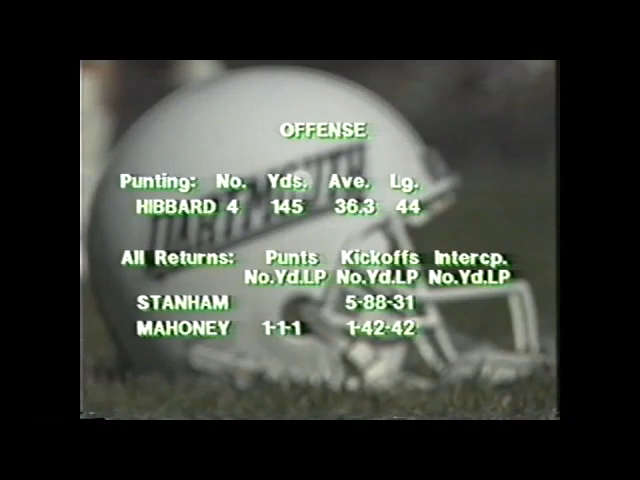 OFFENSE
Punting: No. Yds. Ave. Lg.
HIBBARD 4 145 36.3 44
All Returns: Punts Kickoffs Intercp.
No.Yd.LP No.Yd.LP No.Yd.LP
STANHAM 5-88-31
MAHONEY 1-1-1 1-42-42
DARTMOUTH